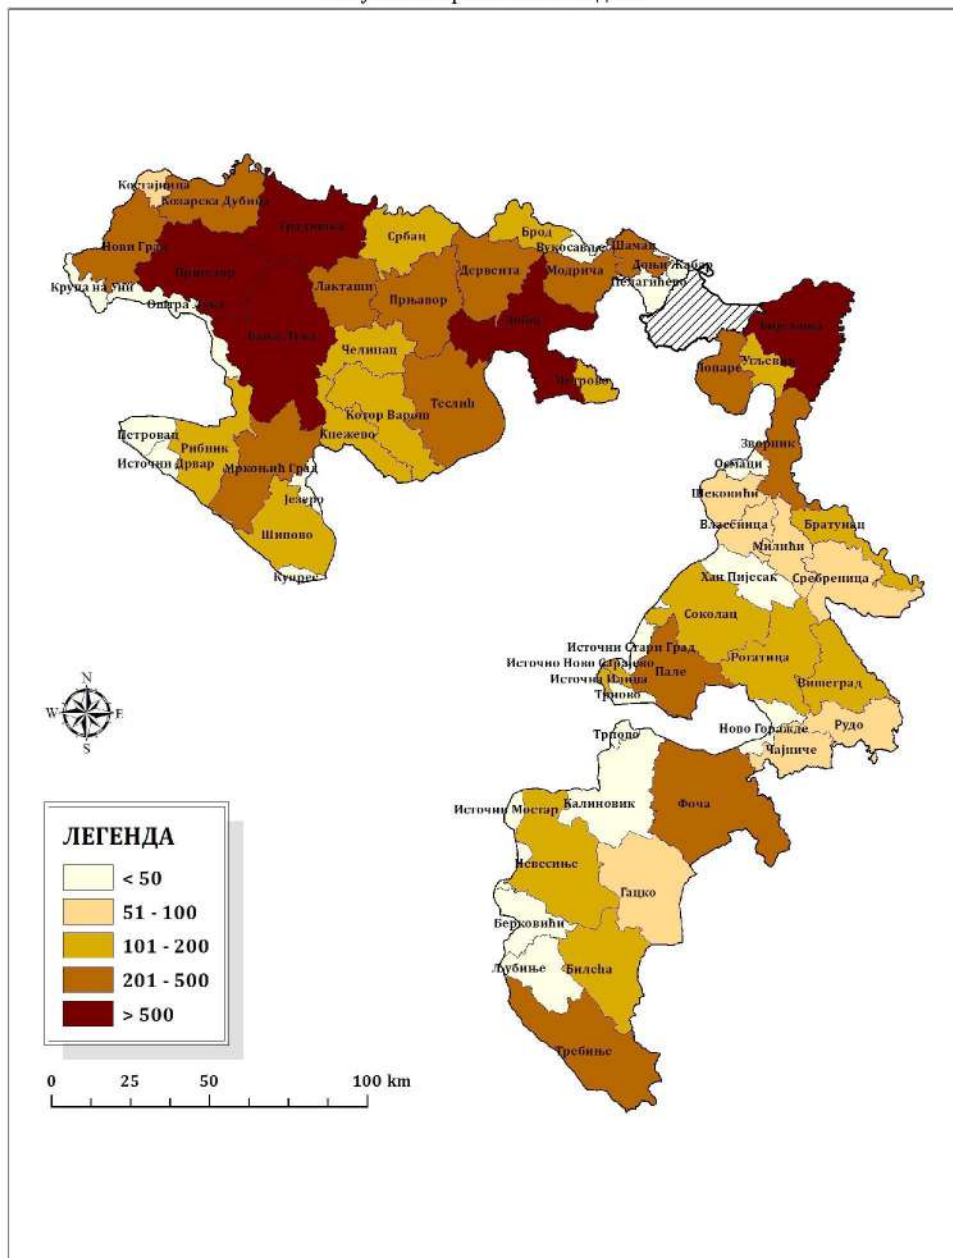 Костајница
Козарска Дубица
Градишка
Србац
Брод
Вукосавље
Шамац
Нови Град
Приједор
Дервента
Модрича
Доњи Жабар
Пелагићево
Крупа на Уни
Оштра Лука
Лакташи
Прњавор
Добој
Бијељина
Бања Лука
Челинац
Угљевик
Лопаре
Петрово
Теслић
Котор Варош
Кнежево
Петровац
Рибник
Источни Дрвар
Мркоњић Град
Језеро
Шипово
Купрес
Зворник
Осмаци
Шековићи
Власеница
Братунац
Милићи
Хан Пијесак
Сребреница
Соколац
Источни Стари Град
Источно Ново Сарајево
Рогатица
Источна Илиџа
Пале
Вишеград
Трново
Ново Горажде
Рудо
Трново
Чајниче
Источни Мостар
Калиновик
Фоча
Невесиње
Гацко
Берковићи
Љубиње
Билећа
Требиње
N
W E
S
ЛЕГЕНДА
< 50
51 - 100
101 - 200
201 - 500
> 500
0 25 50 100 km